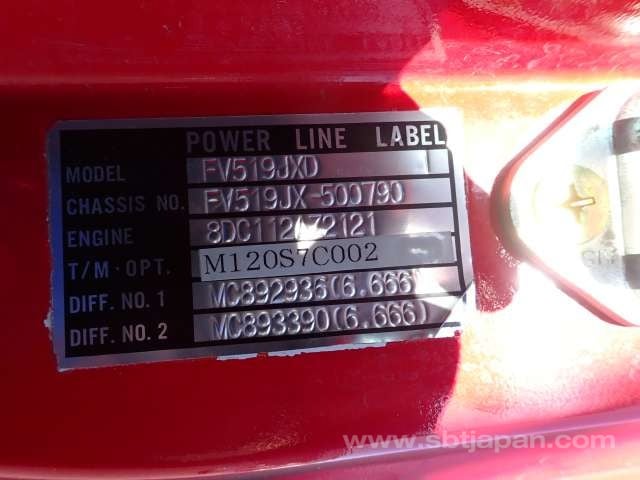 POWER LINE LABEL
MODEL FV519JXD
CHASSIS NO. FV519JX-500790
ENGINE
T/M·OPT. M120S7C002
DIFF. NO. 1 MC892936(6.666)
DIFF. NO. 2 MC893390(6.666)
www.sbtjapan.com